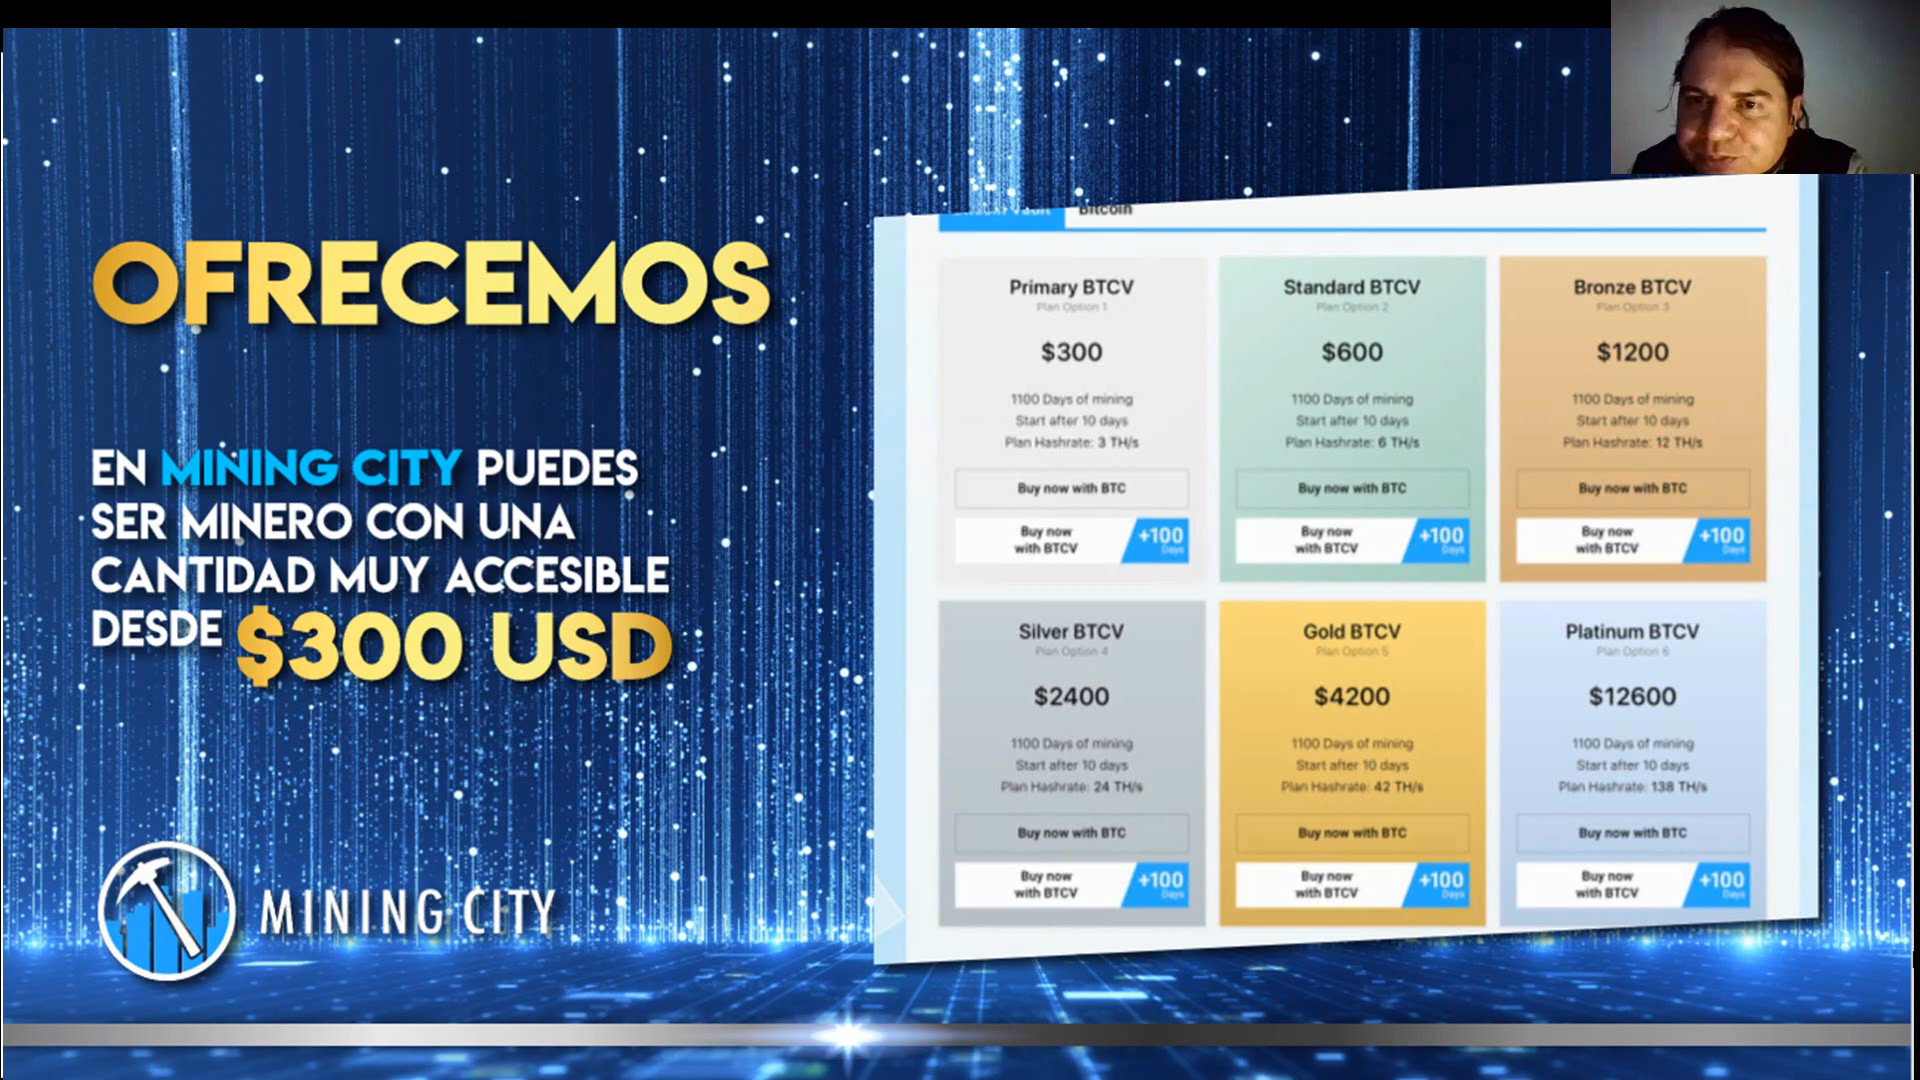 OFRECEMOS
EN MINING CITY PUEDES
SER MINERO CON UNA
CANTIDAD MUY ACCESIBLE
DESDE $300 USD
MINING CITY
Bitcoin
Primary BTCV
Plan Option 1
$300
1100 Days of mining
Start after 10 days
Plan Hashrate: 3 TH/s
Buy now with BTC
Buy now
with BTCV
+100
Days
Standard BTCV
Plan Option 2
$600
1100 Days of mining
Start after 10 days
Plan Hashrate: 6 TH/s
Buy now with BTC
Buy now
with BTCV
+100
Days
Bronze BTCV
Plan Option 3
$1200
1100 Days of mining
Start after 10 days
Plan Hashrate: 12 TH/s
Buy now with BTC
Buy now
with BTCV
+100
Days
Silver BTCV
Plan Option 4
$2400
1100 Days of mining
Start after 10 days
Plan Hashrate: 24 TH/s
Buy now with BTC
Buy now
with BTCV
+100
Days
Gold BTCV
Plan Option 5
$4200
1100 Days of mining
Start after 10 days
Plan Hashrate: 42 TH/s
Buy now with BTC
Buy now
with BTCV
+100
Days
Platinum BTCV
Plan Option 6
$12600
1100 Days of mining
Start after 10 days
Plan Hashrate: 138 TH/s
Buy now with BTC
Buy now
with BTCV
+100
Days